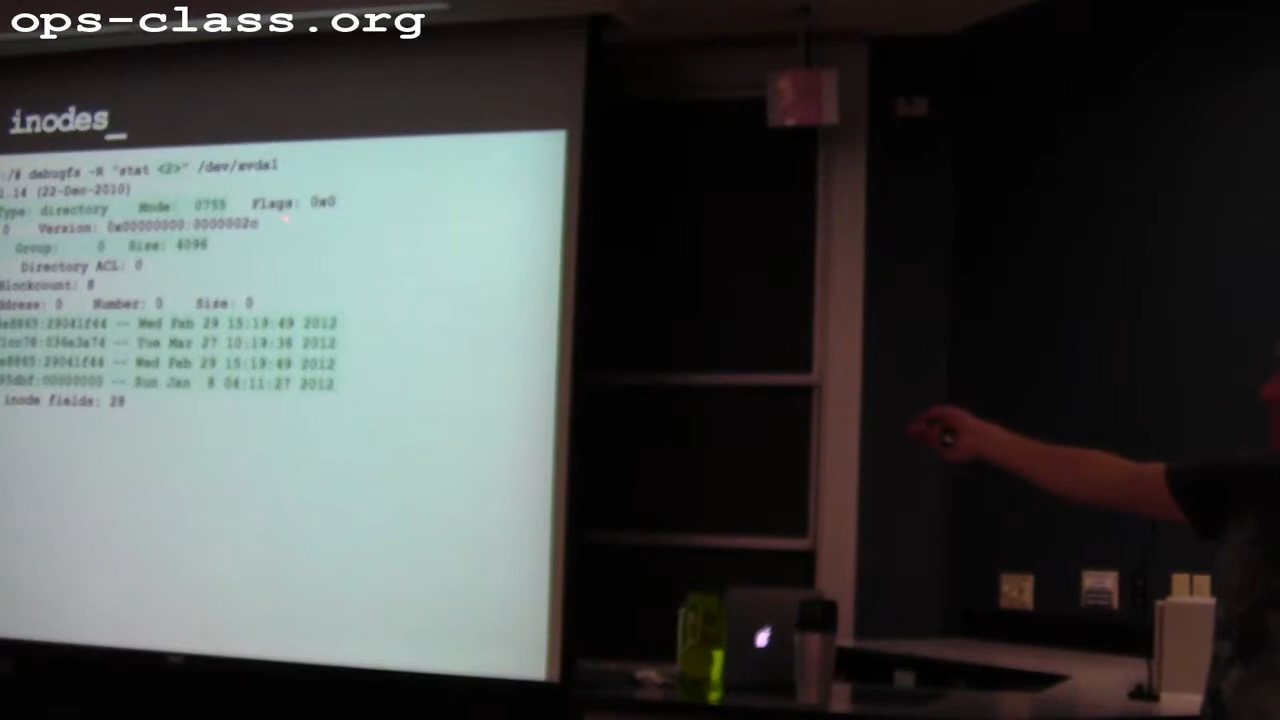 ops-class.org
inodes_
:/# debugfs -R "stat <2>" /dev/xvda1
1.14 (22-Dec-2010)
Type: directory Mode: 0755 Flags: 0x0
0 Version: 0x00000000:0000002c
Group: 0 Size: 4096
Directory ACL: 0
Blockcount: 8
ddress: 0 Number: 0 Size: 0
-- Wed Feb 29 15:19:49 2012
-- Tue Mar 27 10:19:36 2012
-- Wed Feb 29 15:19:49 2012
-- Sun Jan 8 04:11:27 2012
inode fields: 28